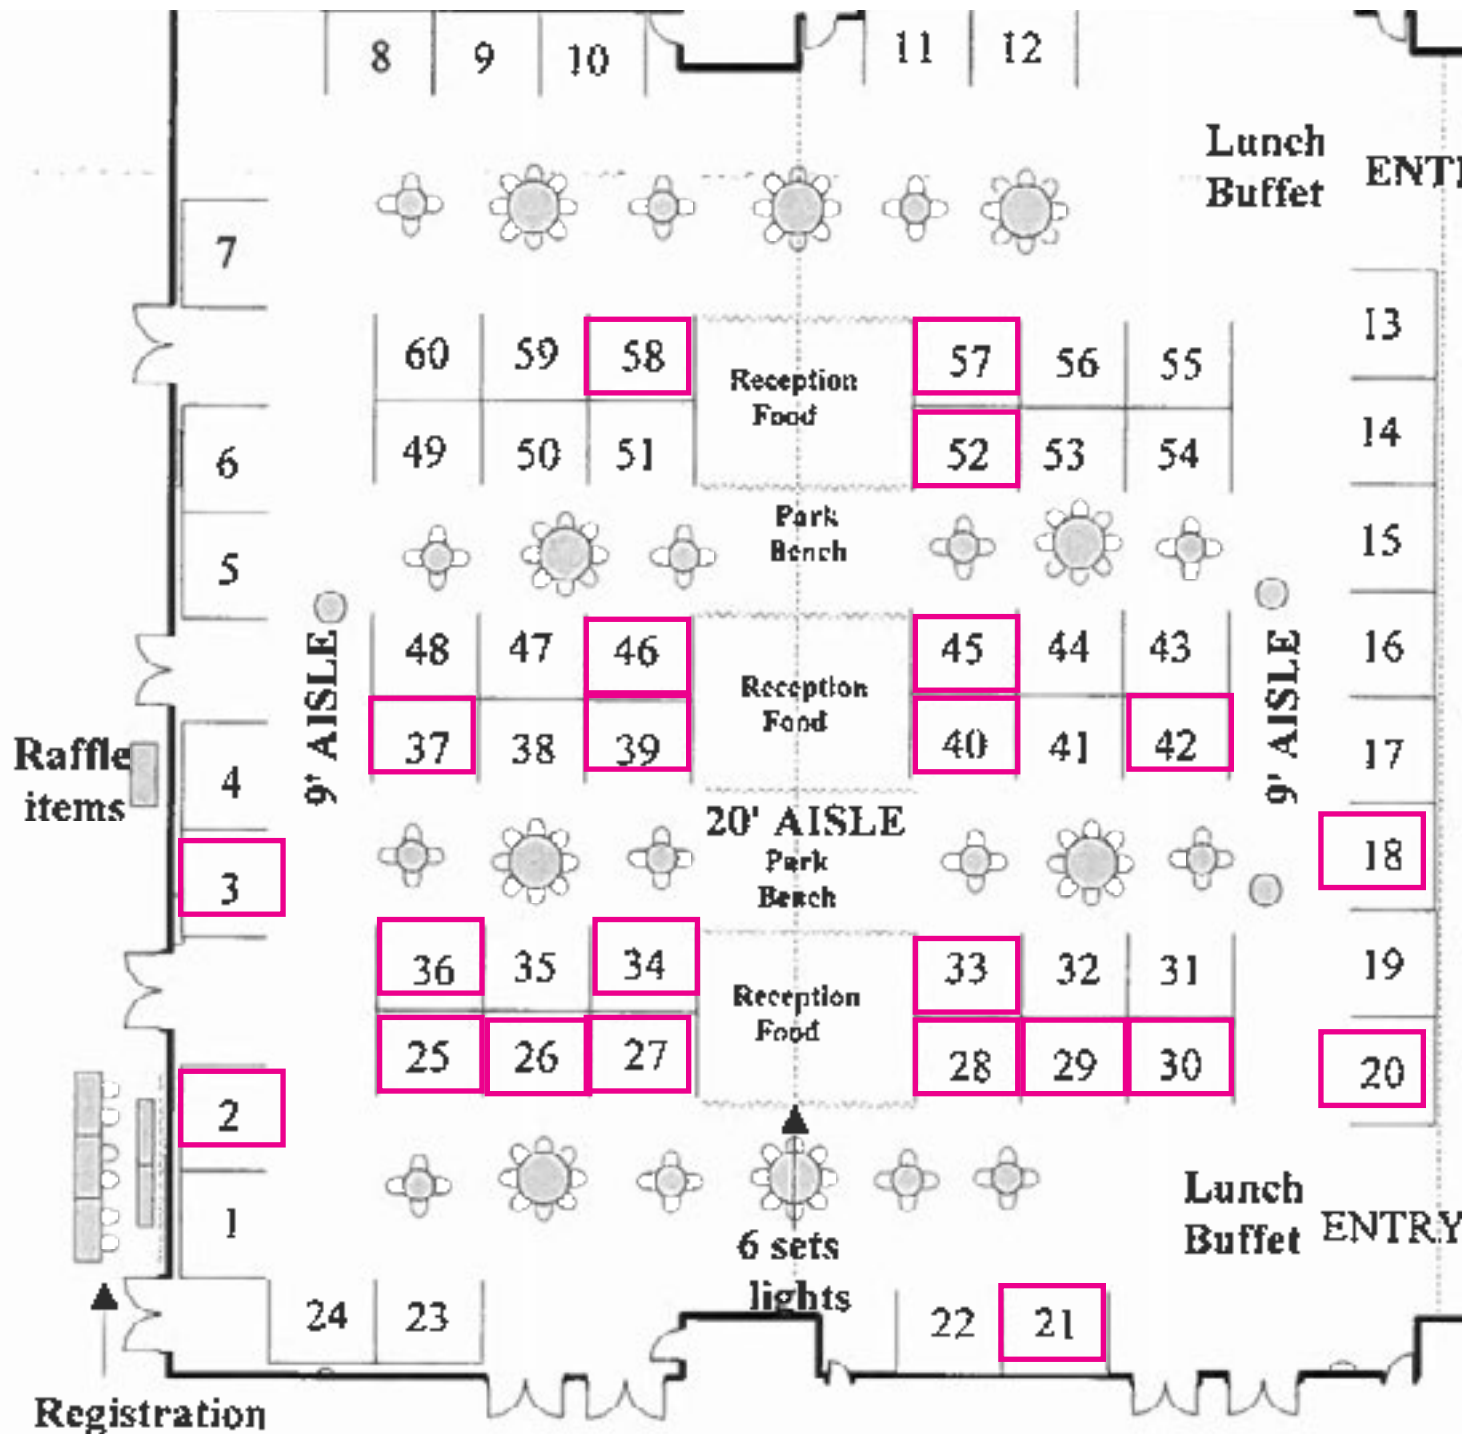 8 9 10 11 12
Lunch
Buffet
7
13
60 59 58 57 56 55
Reception
Food
14
6 49 50 51 52 53 54
Park
Bench
15
5
48 47 46 45 44 43 16
9' AISLE
9' AISLE
Reception
Food
37 38 39 40 41 42 17
Raffle
items
4
20' AISLE
Park
Bench
18
3
36 35 34 33 32 31 19
Reception
Food
25 26 27 28 29 30 20
2
1
Lunch
Buffet
ENTRY
6 sets
lights
24 23 22 21
Registration